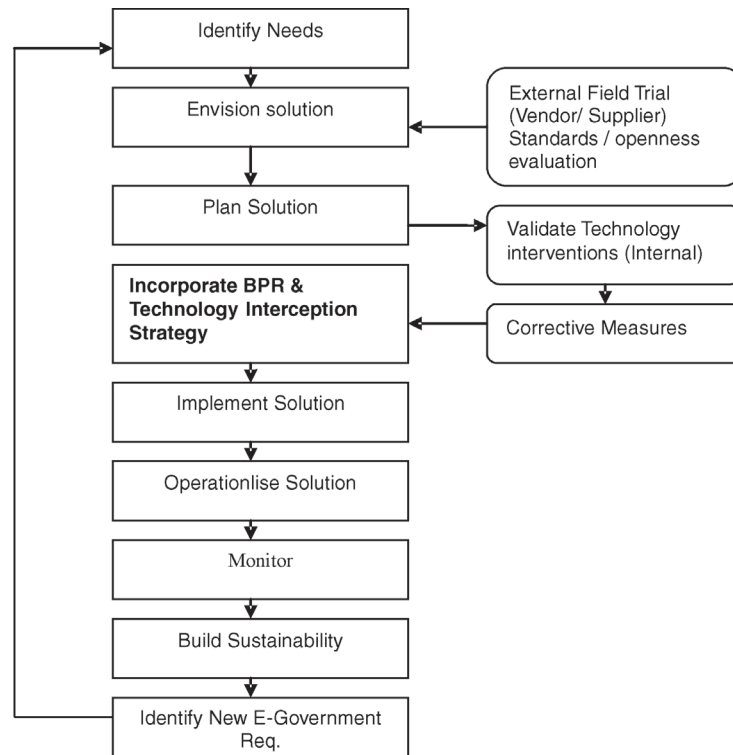 Identify Needs
Envision solution
External Field Trial
(Vendor/ Supplier)
Standards / openness
evaluation
Plan Solution
Validate Technology
interventions (Internal)
Incorporate BPR &
Technology Interception
Strategy
Corrective Measures
Implement Solution
Operationlise Solution
Monitor
Build Sustainability
Identify New E-Government
Req.